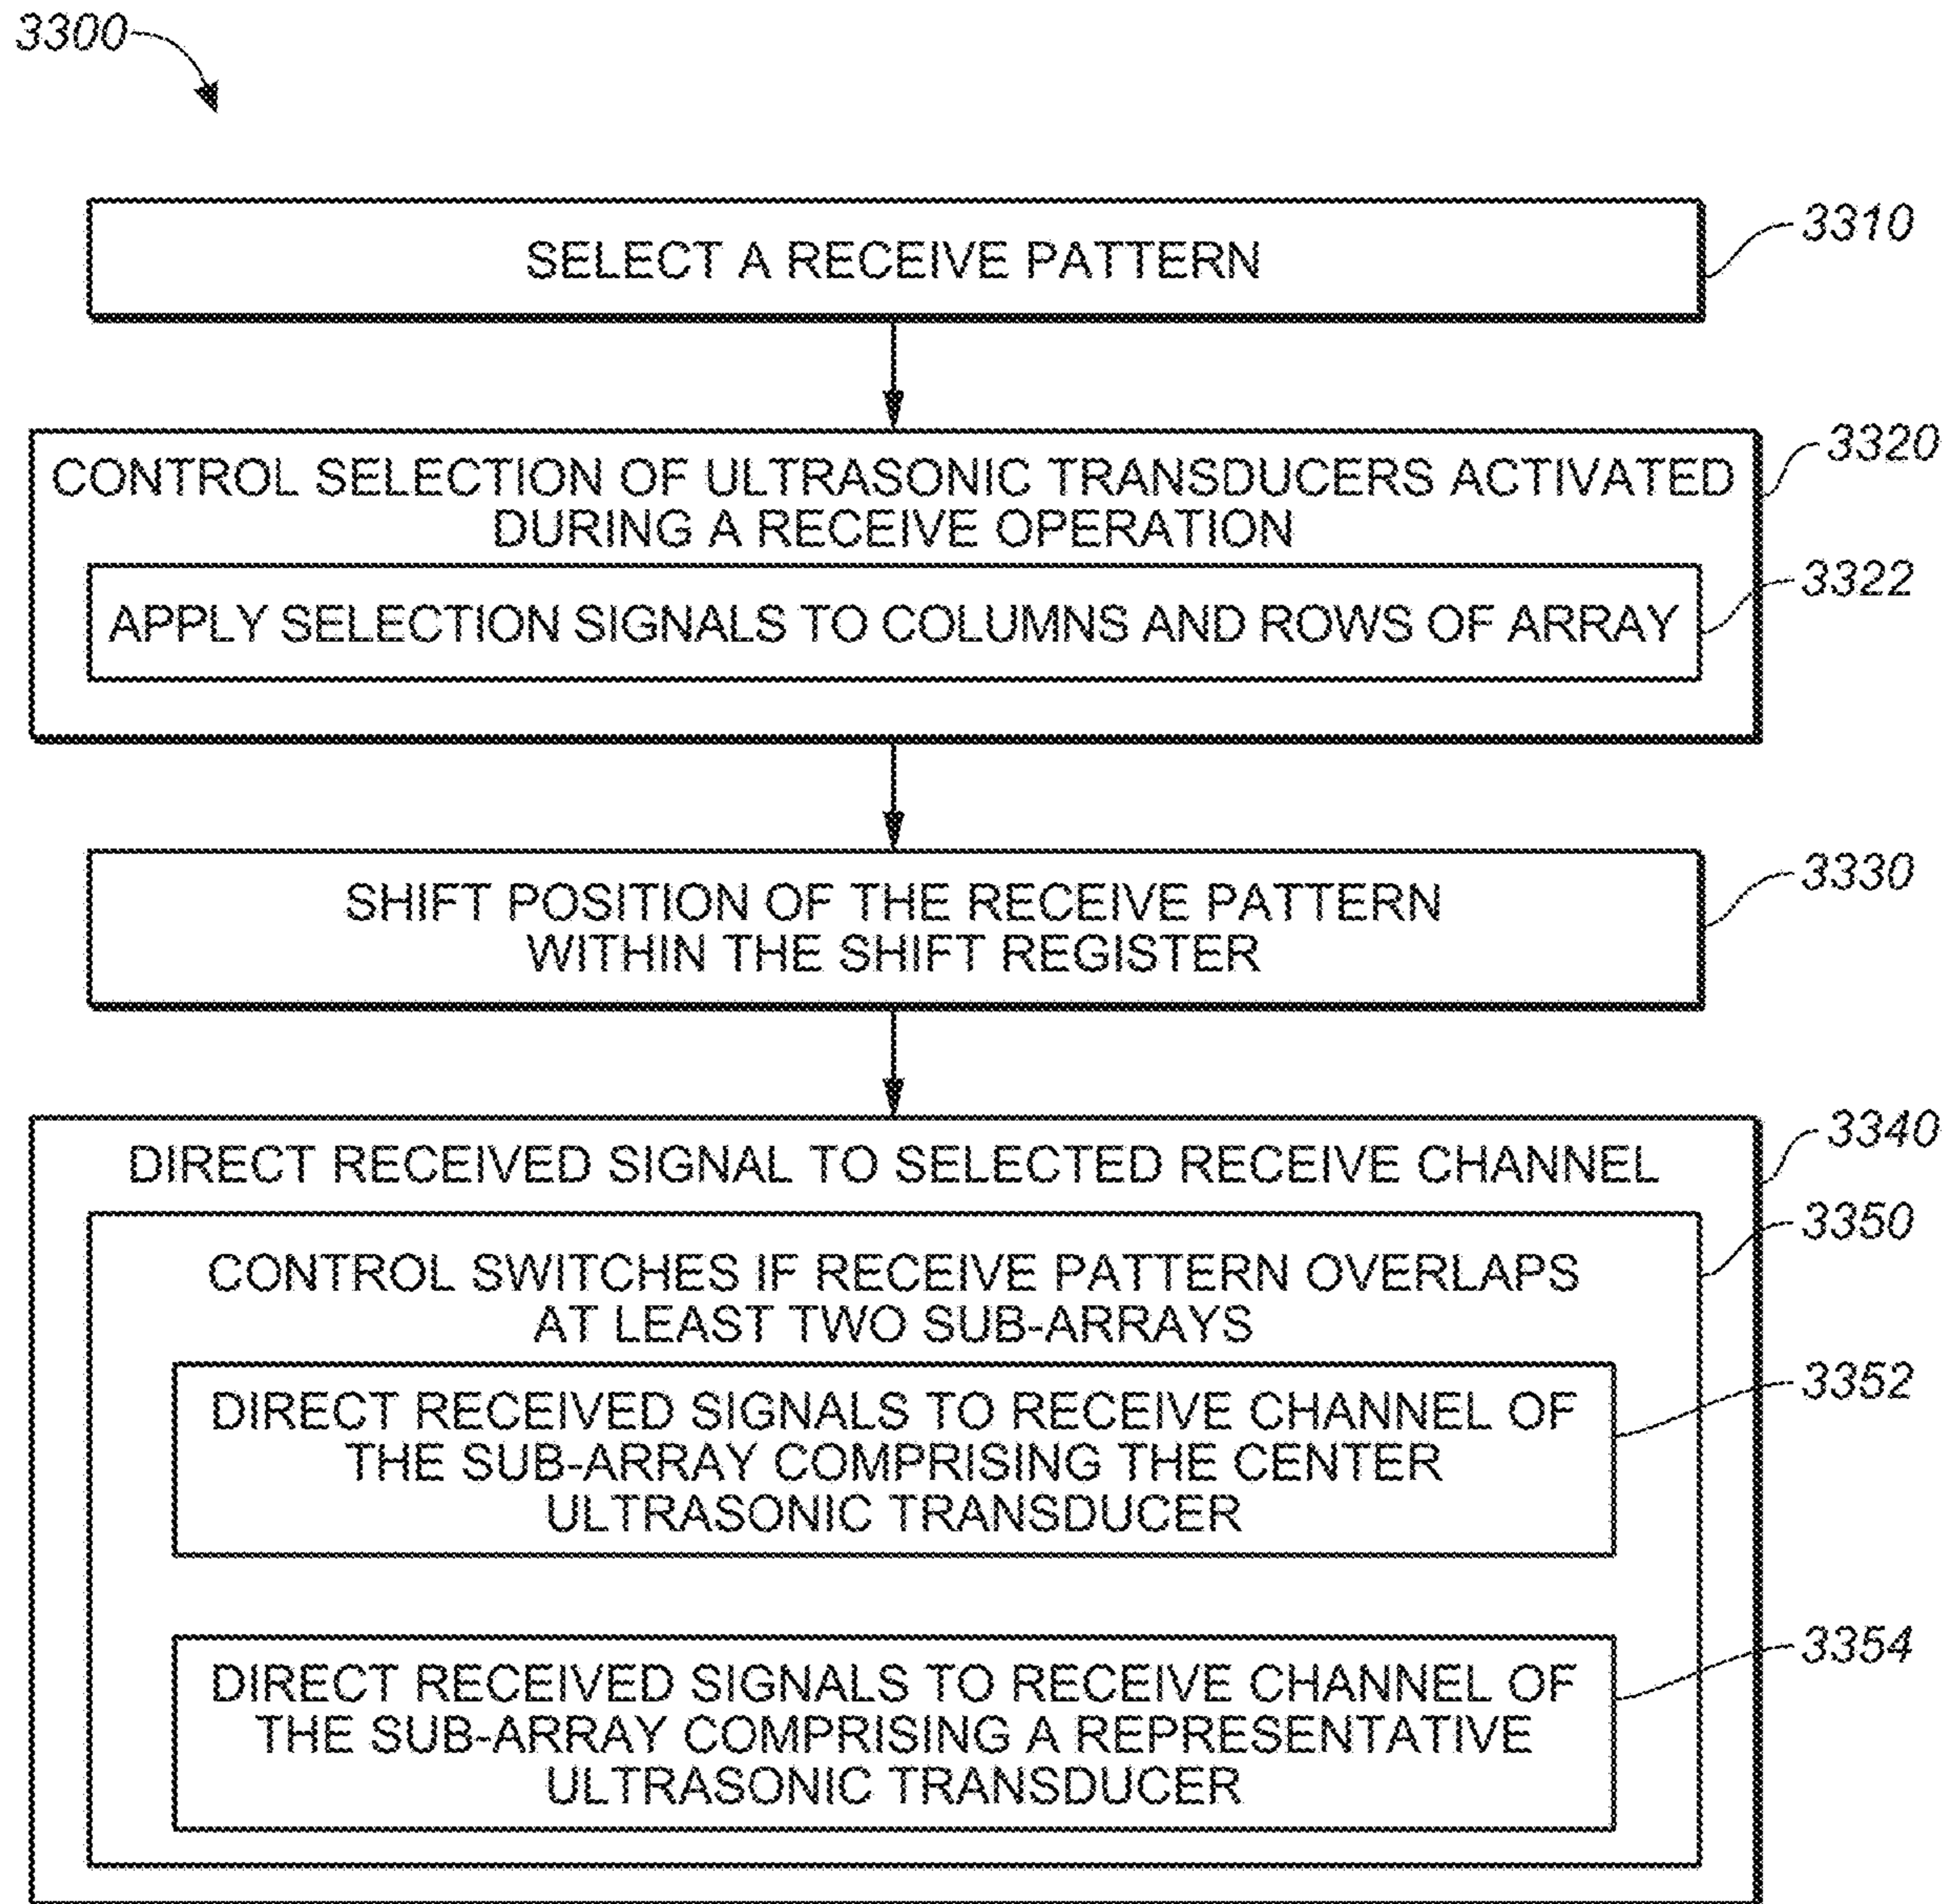 3300
SELECT A RECEIVE PATTERN
3310
CONTROL SELECTION OF ULTRASONIC TRANSDUCERS ACTIVATED
DURING A RECEIVE OPERATION
3320
APPLY SELECTION SIGNALS TO COLUMNS AND ROWS OF ARRAY
3322
SHIFT POSITION OF THE RECEIVE PATTERN
WITHIN THE SHIFT REGISTER
3330
DIRECT RECEIVED SIGNAL TO SELECTED RECEIVE CHANNEL
3340
CONTROL SWITCHES IF RECEIVE PATTERN OVERLAPS
AT LEAST TWO SUB-ARRAYS
3350
DIRECT RECEIVED SIGNALS TO RECEIVE CHANNEL OF
THE SUB-ARRAY COMPRISING THE CENTER
ULTRASONIC TRANSDUCER
3352
DIRECT RECEIVED SIGNALS TO RECEIVE CHANNEL OF
THE SUB-ARRAY COMPRISING A REPRESENTATIVE
ULTRASONIC TRANSDUCER
3354